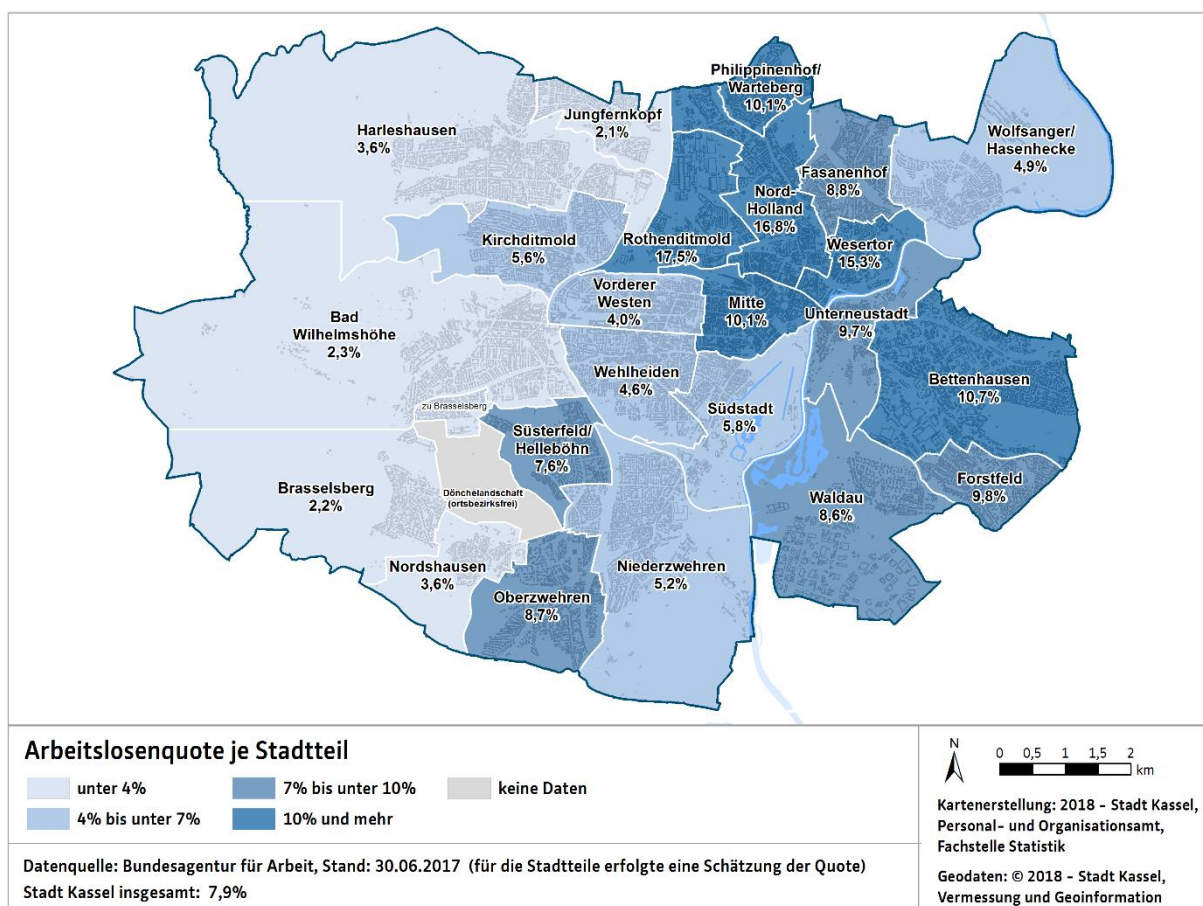 Philippinenhof/
Warteberg
10,1%
Jungfernkopf
2,1%
Harleshausen
3,6%
Wolfsanger/
Hasenhecke
4,9%
Fasanenhof
8,8%
Nord-
Holland
16,8%
Kirchditmold
5,6%
Rothenditmold
17,5%
Wesertor
15,3%
Vorderer
Westen
4,0%
Mitte
10,1%
Unterneustadt
9,7%
Bad
Wilhelmshöhe
2,3%
Wehlheiden
4,6%
Bettenhausen
10,7%
zu Brasselsberg
Südstadt
5,8%
Süsterfeld/
Helleböhn
7,6%
Forstfeld
9,8%
Brasselsberg
2,2%
Dönchelandschaft
(ortsbezirksfrei)
Waldau
8,6%
Nordshausen
3,6%
Niederzwehren
5,2%
Oberzwehren
8,7%
Arbeitslosenquote je Stadtteil
unter 4%
7% bis unter 10%
keine Daten
4% bis unter 7%
10% und mehr
Datenquelle: Bundesagentur für Arbeit, Stand: 30.06.2017 (für die Stadtteile erfolgte eine Schätzung der Quote)
Stadt Kassel insgesamt: 7,9%
N
0 0,5 1 1,5 2
km
Kartenerstellung: 2018 - Stadt Kassel,
Personal- und Organisationsamt,
Fachstelle Statistik
Geodaten: © 2018 - Stadt Kassel,
Vermessung und Geoinformation